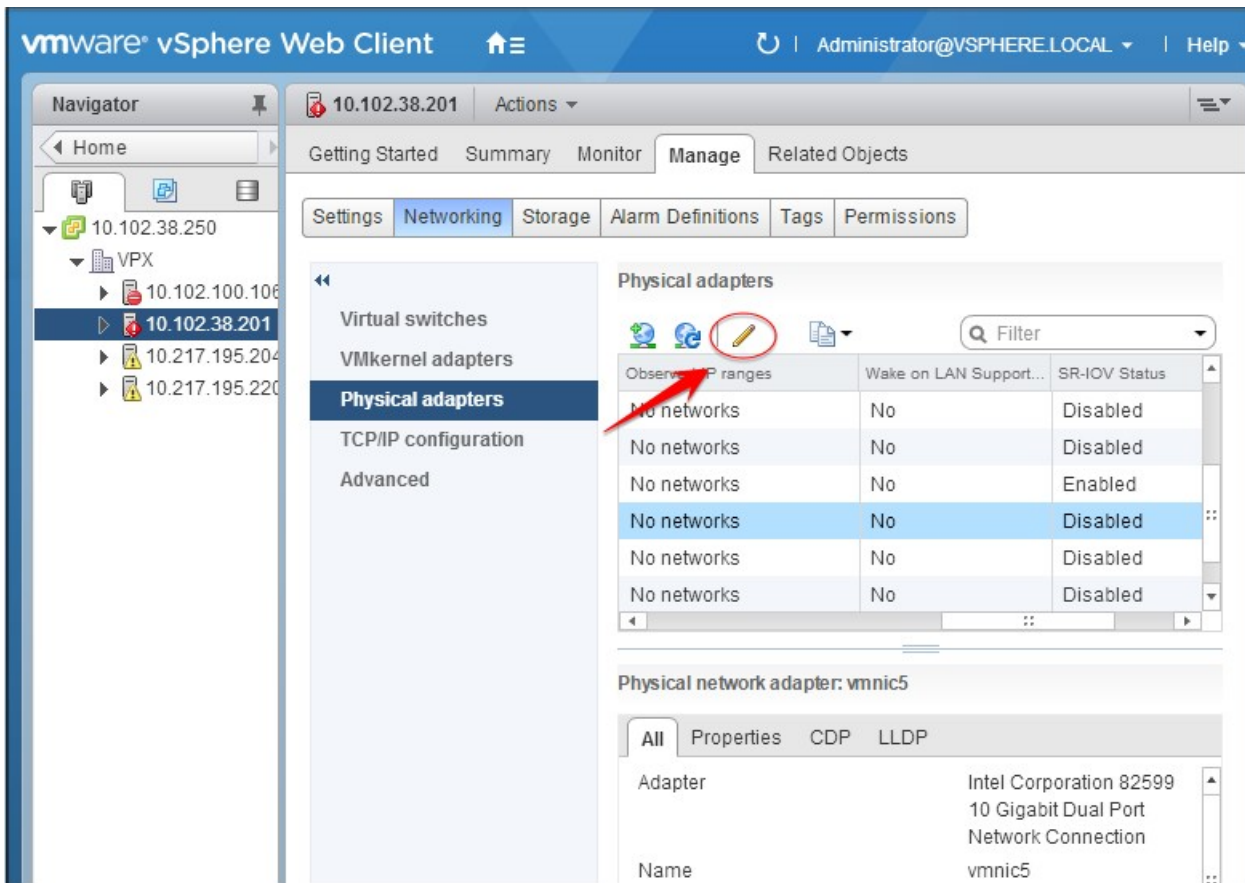 vmware® vSphere Web Client
Administrator@VSPHERE.LOCAL
Help
Navigator
Home
10.102.38.250
VPX
10.102.100.106
10.102.38.201
10.217.195.204
10.217.195.220
10.102.38.201 Actions
Getting Started Summary Monitor Manage Related Objects
Settings Networking Storage Alarm Definitions Tags Permissions
Virtual switches
VMkernel adapters
Physical adapters
TCP/IP configuration
Advanced
Physical adapters
Filter
ranges Wake on LAN Support... SR-IOV Status
No networks No Disabled
No networks No Disabled
No networks No Enabled
No networks No Disabled
No networks No Disabled
No networks No Disabled
Physical network adapter: vmnic5
All Properties CDP LLDP
Adapter Intel Corporation 82599
10 Gigabit Dual Port
Network Connection
Name vmnic5